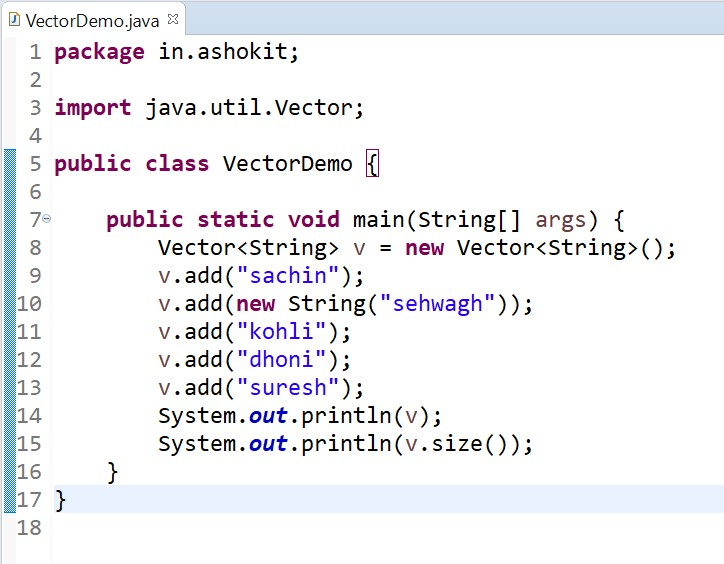 VectorDemo.java
1 package in.ashokit;
2
3 import java.util.Vector;
4
5 public class VectorDemo {
6
7     public static void main(String[] args) {
8         Vector<String> v = new Vector<String>();
9         v.add("sachin");
10         v.add(new String("sehwagh"));
11         v.add("kohli");
12         v.add("dhoni");
13         v.add("suresh");
14         System.out.println(v);
15         System.out.println(v.size());
16     }
17 }
18